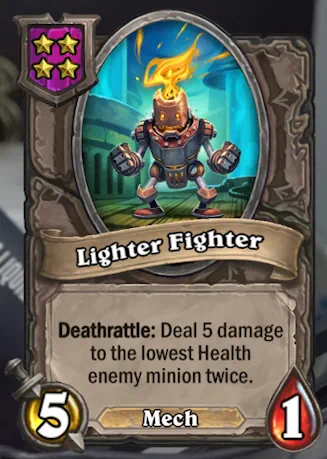 Lighter Fighter
Deathrattle: Deal 5 damage
to the lowest Health
enemy minion twice.
5
Mech
1